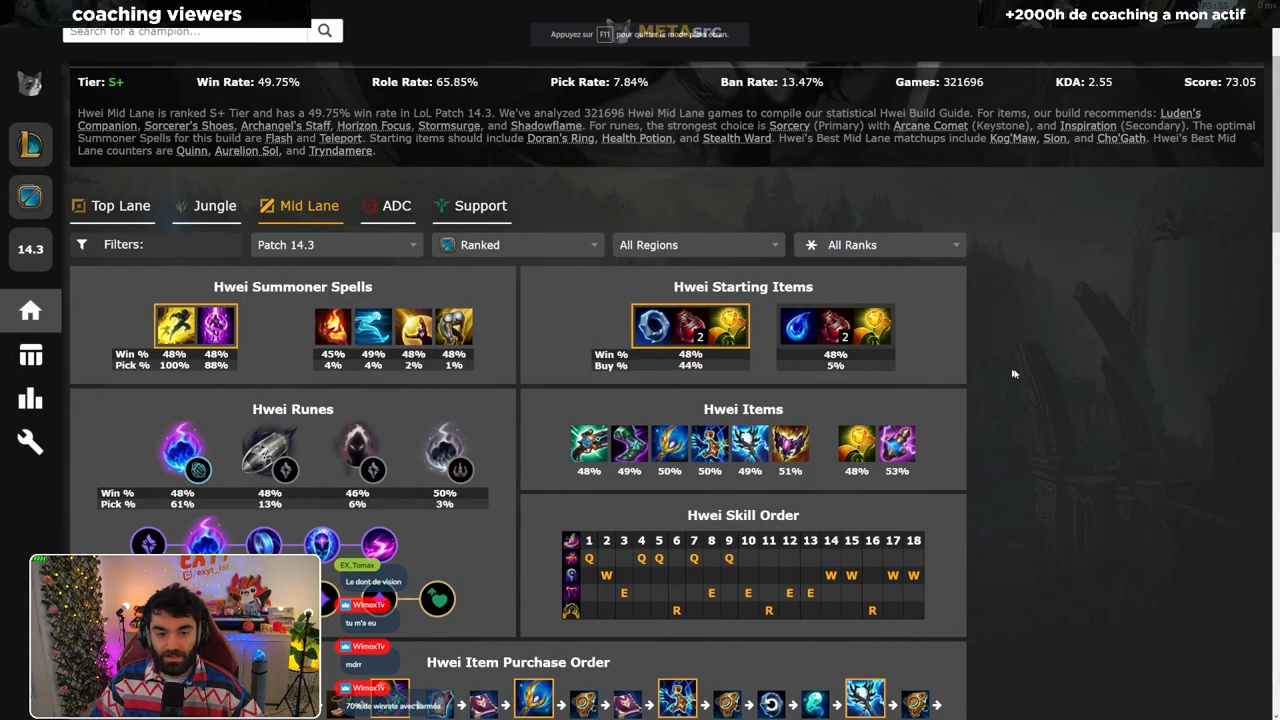 coaching viewers
+2000h de coaching a mon actif
Search for a champion...
METAsrc
Appuyez sur F11 pour quitter le mode plein écran.
Tier: S+ Win Rate: 49.75% Role Rate: 65.85% Pick Rate: 7.84% Ban Rate: 13.47% Games: 321696 KDA: 2.55 Score: 73.05
Hwei Mid Lane is ranked S+ Tier and has a 49.75% win rate in LoL Patch 14.3. We've analyzed 321696 Hwei Mid Lane games to compile our statistical Hwei Build Guide. For items, our build recommends: Luden's
Companion, Sorcerer's Shoes, Archangel's Staff, Horizon Focus, Stormsurge, and Shadowflame. For runes, the strongest choice is Sorcery (Primary) with Arcane Comet (Keystone), and Inspiration (Secondary). The optimal
Summoner Spells for this build are Flash and Teleport. Starting items should include Doran's Ring, Health Potion, and Stealth Ward. Hwei's Best Mid Lane matchups include Kog'Maw, Sion, and Cho'Gath. Hwei's Best Mid
Lane counters are Quinn, Aurelion Sol, and Tryndamere.
Top Lane Jungle Mid Lane ADC Support
14.3
Filters: Patch 14.3 Ranked All Regions All Ranks
Hwei Summoner Spells
Win % 48% 48% 45% 49% 48% 48%
Pick % 100% 88% 4% 4% 2% 1%
Hwei Starting Items
2 2
Win % 48% 48%
Buy % 44% 5%
Hwei Runes
Win % 48% 48% 46% 50%
Pick % 61% 13% 6% 3%
Hwei Items
48% 49% 50% 50% 49% 51% 48% 53%
Hwei Skill Order
1 2 3 4 5 6 7 8 9 10 11 12 13 14 15 16 17 18
Q Q Q Q Q
W W W W W
E E E E E
R R R
Hwei Item Purchase Order
EX_Tomax
Le dont de vision
WimoxTv
tu m'a eu
WimoxTv
mdrr
WimoxTv
70% de winrate avec karma